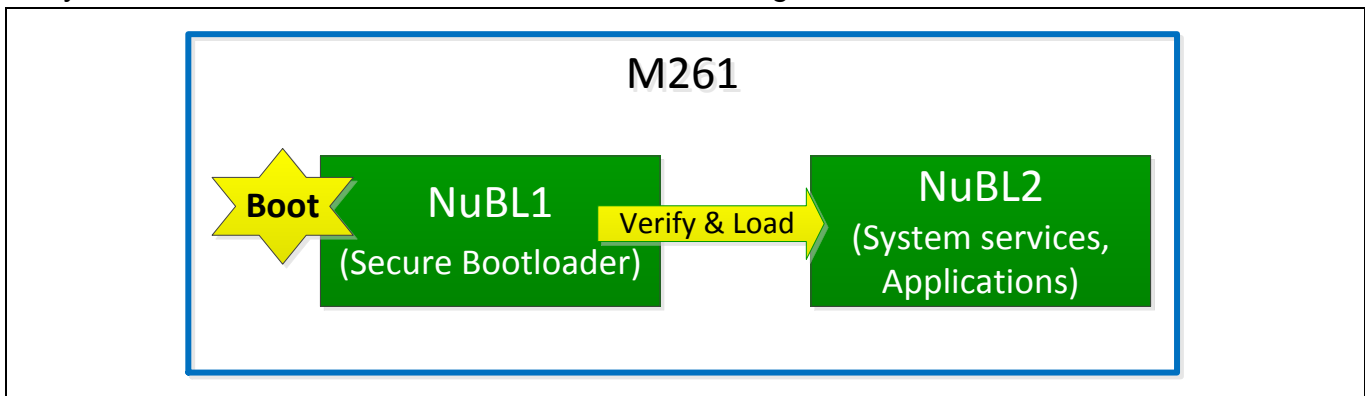 M261
Boot
NuBL1
(Secure Bootloader)
Verify & Load
NuBL2
(System services,
Applications)